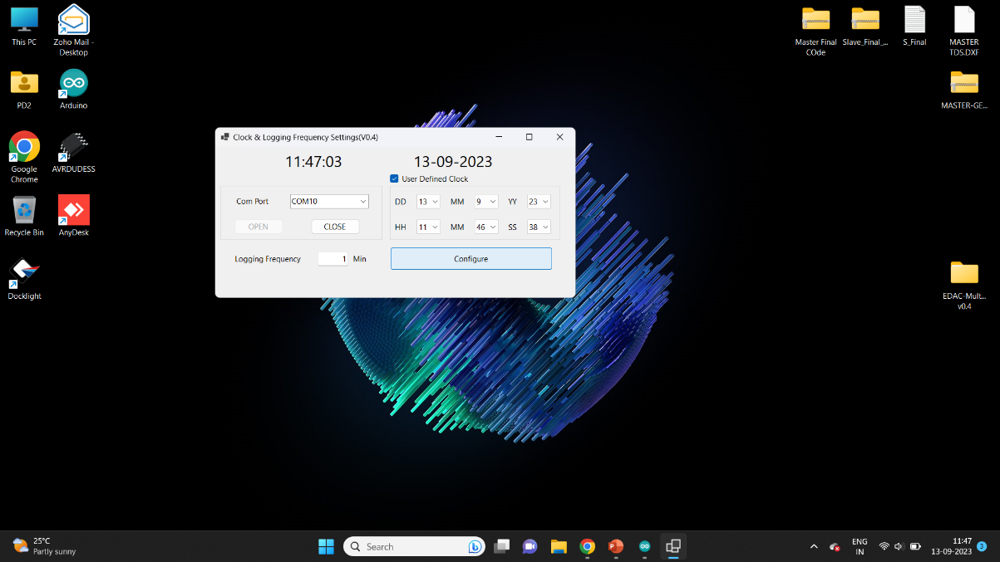 This PC
Zoho Mail -
Desktop
PD2
Arduino
Google
Chrome
AVRDUDESS
Recycle Bin
AnyDesk
Docklight
Master Final
COde
Slave_Final_...
S_Final
MASTER
TDS.DXF
MASTER-GE...
EDAC-Mult...
v0.4
Clock & Logging Frequency Settings(V0.4)
11:47:03
13-09-2023
User Defined Clock
Com Port
COM10
DD 13 MM 9 YY 23
OPEN
CLOSE
HH 11 MM 46 SS 38
Logging Frequency 1 Min
Configure
25°C
Partly sunny
Search
ENG
IN
11:47
13-09-2023
3